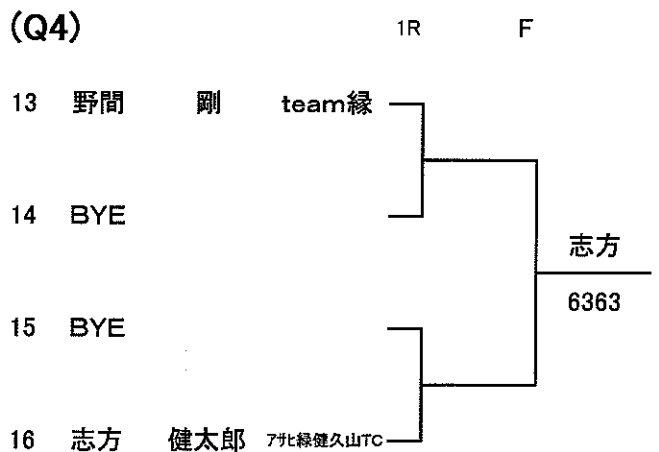 (Q4) 1R F
13 野間 剛 team縁
14 BYE
志方
6363
15 BYE
16 志方 健太郎 アサヒ緑健久山TC